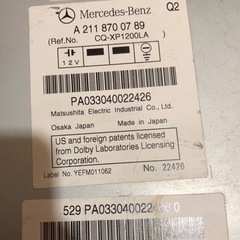 Mercedes-Benz
Q2
A 211 870 07 89
(Ref.No. CQ-XP1200LA)
12V
PA033040022426
Matsushita Electric Industrial Co., Ltd.
Osaka Japan Made in Japan
US and foreign patents licensed
from Dolby Laboratories Licensing
Corporation.
Label No. YEFM011062 No. 22426
529 PA033040022426 0